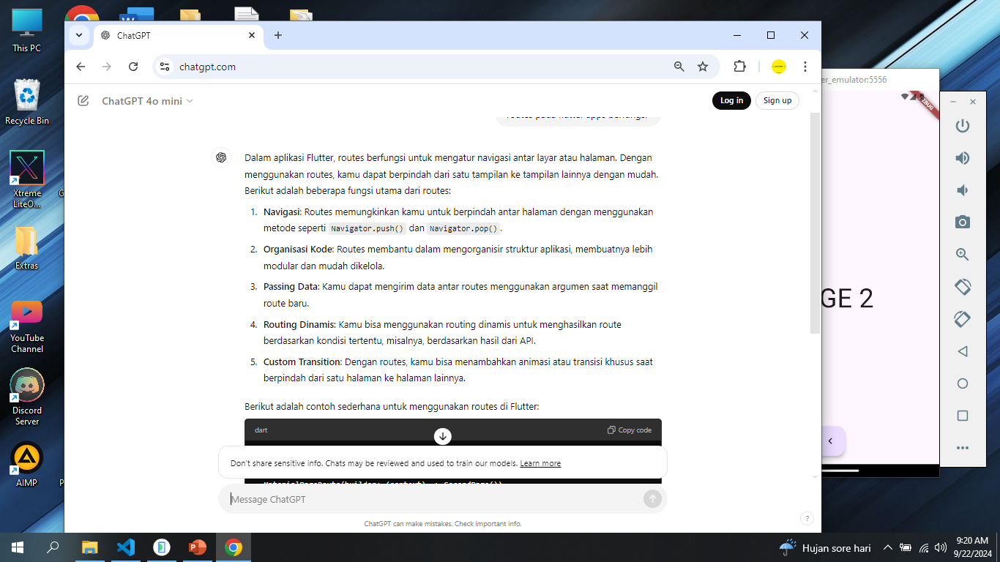 This PC
Recycle Bin
Xtreme
LiteO...
G
Extras
YouTube
Channel
Discord
Server
AIMP
P
ChatGPT
chatgpt.com
ChatGPT 4o mini
Log in
Sign up
Dalam aplikasi Flutter, routes berfungsi untuk mengatur navigasi antar layar atau halaman. Dengan
menggunakan routes, kamu dapat berpindah dari satu tampilan ke tampilan lainnya dengan mudah.
Berikut adalah beberapa fungsi utama dari routes:
1. Navigasi: Routes memungkinkan kamu untuk berpindah antar halaman dengan menggunakan
metode seperti Navigator.push() dan Navigator.pop().
2. Organisasi Kode: Routes membantu dalam mengorganisir struktur aplikasi, membuatnya lebih
modular dan mudah dikelola.
3. Passing Data: Kamu dapat mengirim data antar routes menggunakan argumen saat memanggil
route baru.
4. Routing Dinamis: Kamu bisa menggunakan routing dinamis untuk menghasilkan route
berdasarkan kondisi tertentu, misalnya, berdasarkan hasil dari API.
5. Custom Transition: Dengan routes, kamu bisa menambahkan animasi atau transisi khusus saat
berpindah dari satu halaman ke halaman lainnya.
Berikut adalah contoh sederhana untuk menggunakan routes di Flutter:
dart
Copy code
Don't share sensitive info. Chats may be reviewed and used to train our models. Learn more
Message ChatGPT
ChatGPT can make mistakes. Check important info.
?
er_emulator:5556
GE 2
Hujan sore hari
9:20 AM
9/22/2024